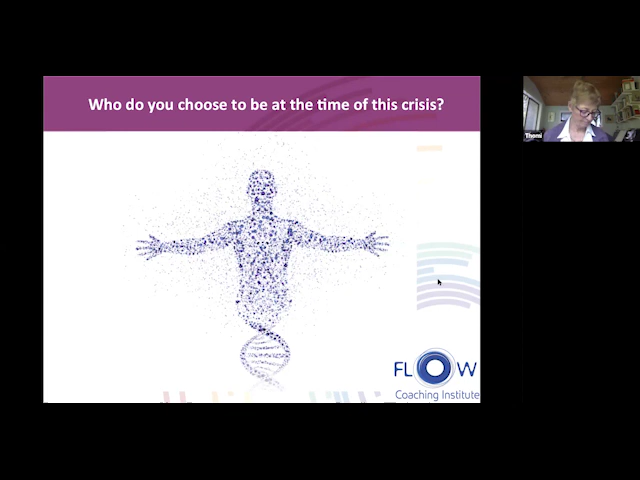 Who do you choose to be at the time of this crisis?
Thomi
FLOW
Coaching Institute